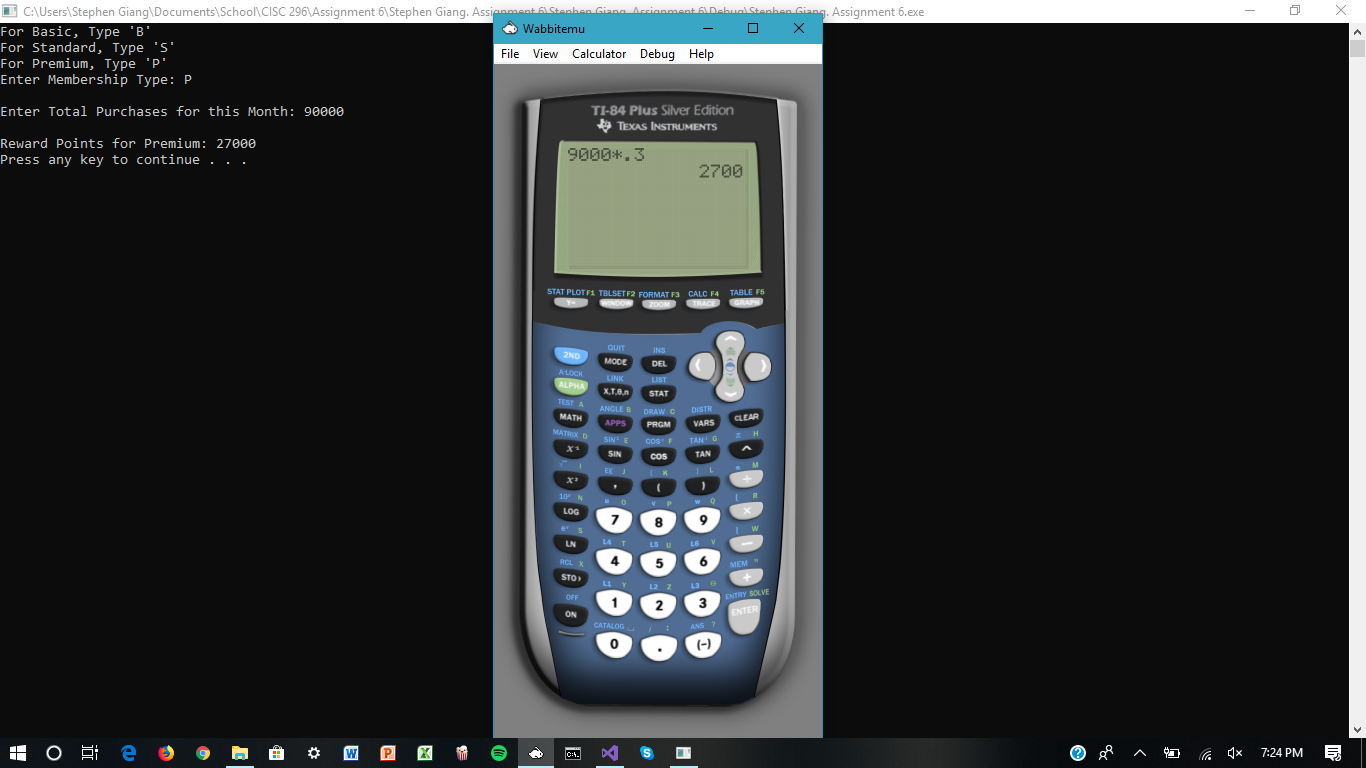 C:\Users\Stephen Giang\Documents\School\CISC 296\Assignment 6\Stephen Giang. Assignment 6\Stephen Giang. Assignment 6\Debug\Stephen Giang. Assignment 6.exe
For Basic, Type 'B'
For Standard, Type 'S'
For Premium, Type 'P'
Enter Membership Type: P
Enter Total Purchases for this Month: 90000
Reward Points for Premium: 27000
Press any key to continue . . .
Wabbitemu
File View Calculator Debug Help
TI-84 Plus Silver Edition
TEXAS INSTRUMENTS
9000*.3
2700
STAT PLOT F1 TBLSET F2 FORMAT F3 CALC F4 TABLE F5
Y= WINDOW ZOOM TRACE GRAPH
QUIT INS
2ND MODE DEL
A-LOCK LINK LIST
ALPHA X,T,θ,n STAT
TEST A ANGLE B DRAW C DISTR
MATH APPS PRGM VARS CLEAR
MATRIX D SIN⁻¹ E COS⁻¹ F TAN⁻¹ G π H
X⁻¹ SIN COS TAN ^
√ I EE J { K } L M
X² , ( ) ÷
10ˣ N u O v P w Q [ R
LOG 7 8 9 ×
eˣ S L4 T L5 U L6 V ] W
LN 4 5 6 −
RCL X L1 Y L2 Z L3 θ MEM "
STO› 1 2 3 +
OFF CATALOG i : ANS ? ENTRY SOLVE
ON 0 . (−) ENTER
7:24 PM